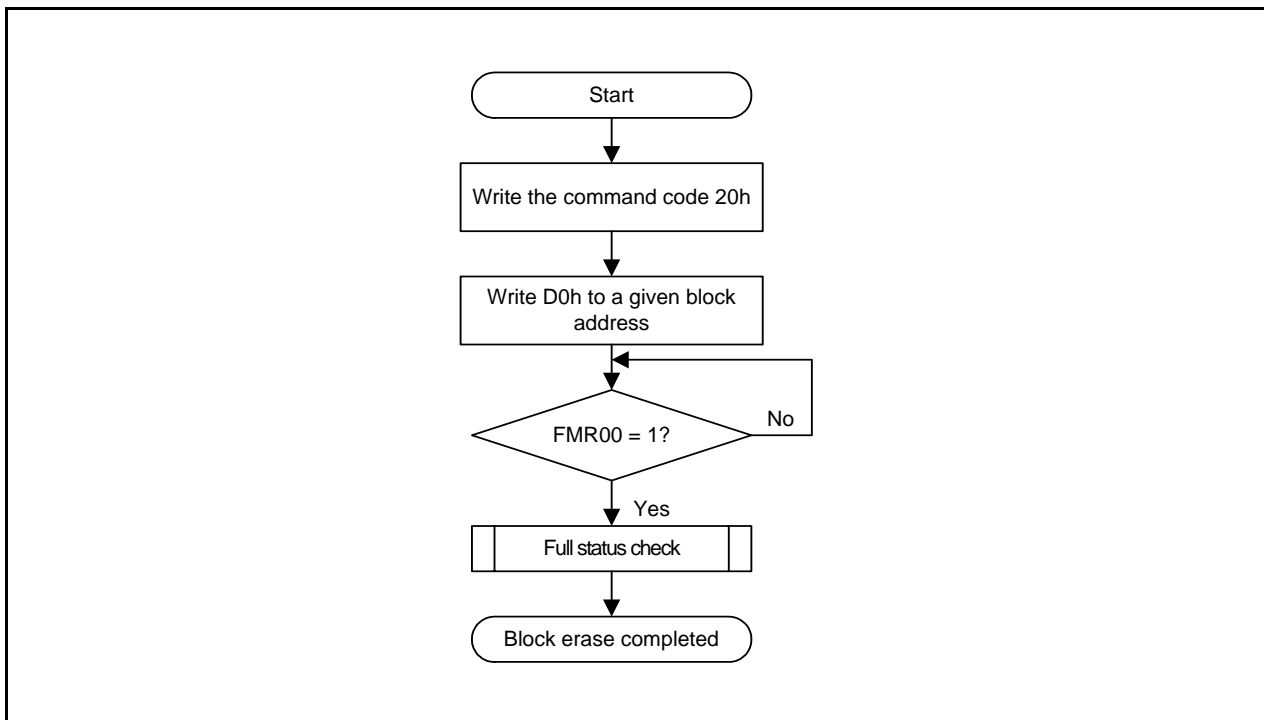 Start
Write the command code 20h
Write D0h to a given block
address
FMR00 = 1?
No
Yes
Full status check
Block erase completed